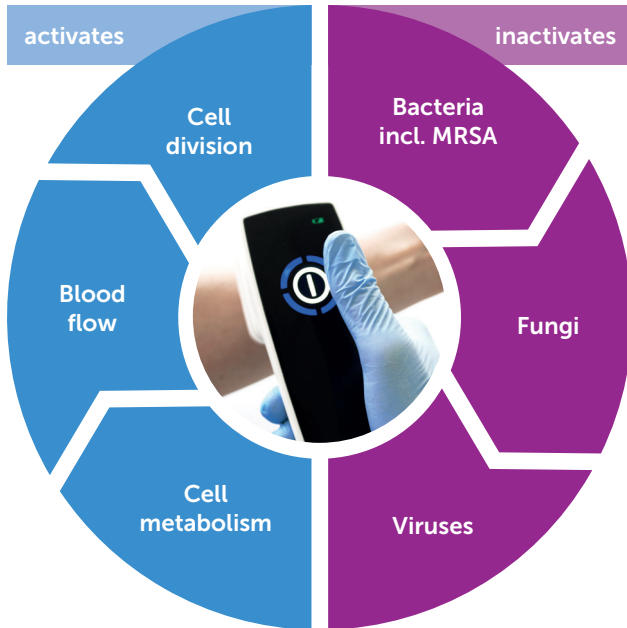 activates
inactivates
Cell
division
Bacteria
incl. MRSA
Blood
flow
Fungi
Cell
metabolism
Viruses